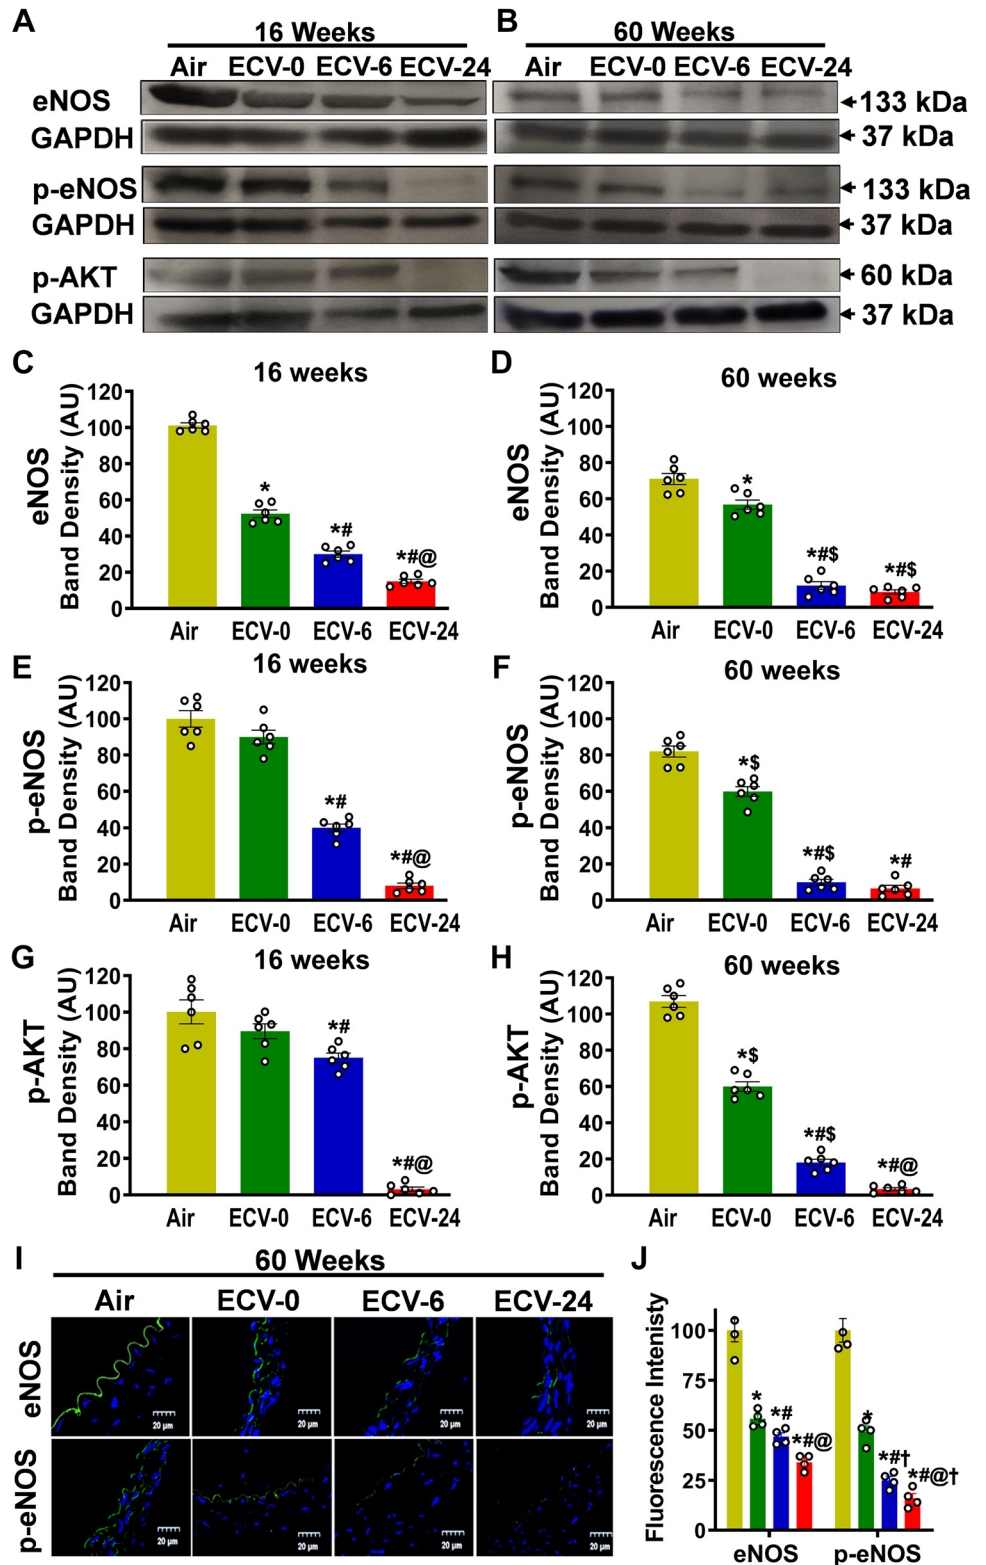 A B
16 Weeks 60 Weeks
Air ECV-0 ECV-6 ECV-24 Air ECV-0 ECV-6 ECV-24
eNOS 133 kDa
GAPDH 37 kDa
p-eNOS 133 kDa
GAPDH 37 kDa
p-AKT 60 kDa
GAPDH 37 kDa
C 16 weeks
eNOS
Band Density (AU)
120
100
80
60
40
20
0
*
*#
*#@
Air ECV-0 ECV-6 ECV-24
D 60 weeks
eNOS
Band Density (AU)
120
100
80
60
40
20
0
*
*#$
*#$
Air ECV-0 ECV-6 ECV-24
E 16 weeks
p-eNOS
Band Density (AU)
120
100
80
60
40
20
0
*#
*#@
Air ECV-0 ECV-6 ECV-24
F 60 weeks
p-eNOS
Band Density (AU)
120
100
80
60
40
20
0
*$
*#$
*#
Air ECV-0 ECV-6 ECV-24
G 16 weeks
p-AKT
Band Density (AU)
120
100
80
60
40
20
0
*#
*#@
Air ECV-0 ECV-6 ECV-24
H 60 weeks
p-AKT
Band Density (AU)
120
100
80
60
40
20
0
*$
*#$
*#@
Air ECV-0 ECV-6 ECV-24
I 60 Weeks
Air ECV-0 ECV-6 ECV-24
eNOS
20 µm 20 µm 20 µm 20 µm
p-eNOS
20 µm 20 µm 20 µm 20 µm
J
Fluorescence Intenisty
100
75
50
25
0
*
*#
*#@
*
*#†
*#@†
eNOS p-eNOS